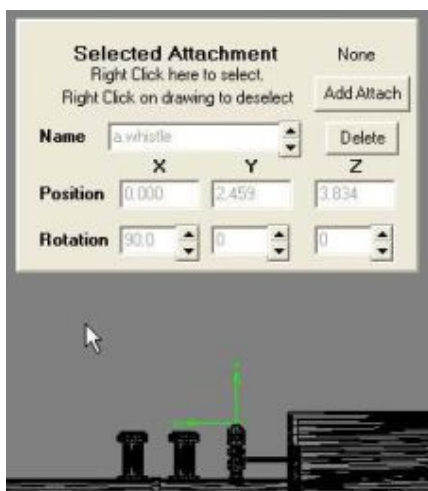 Selected Attachment None
Right Click here to select.
Right Click on drawing to deselect Add Attach
Name a.whistle Delete
X Y Z
Position 0.000 2.459 3.834
Rotation 90.0 0 0